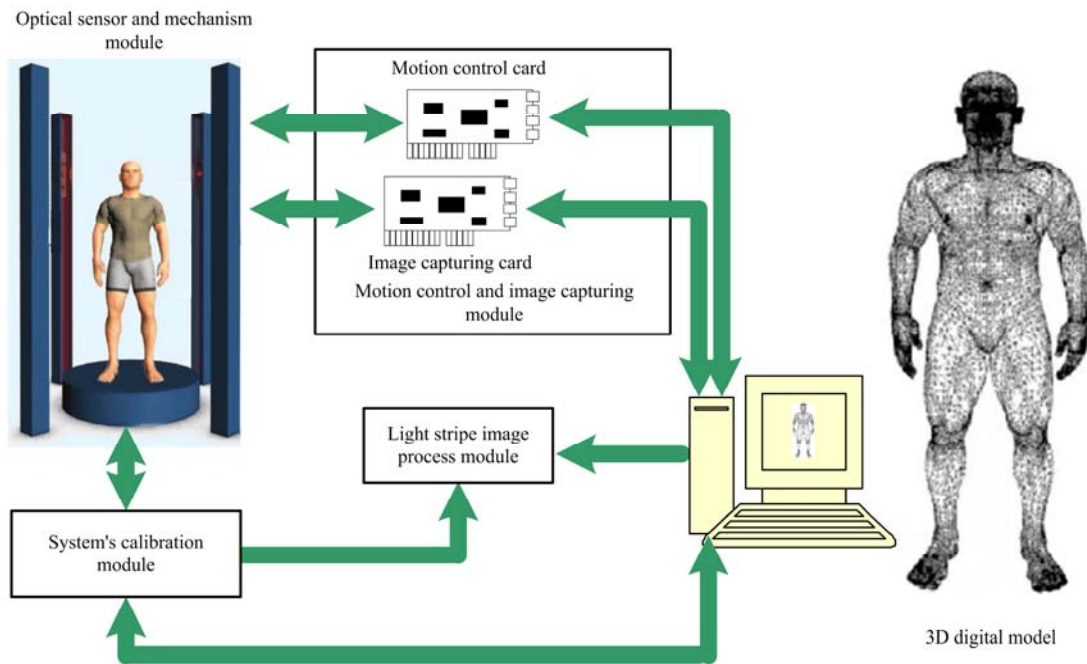 Optical sensor and mechanism
module
Motion control card
Image capturing card
Motion control and image capturing
module
Light stripe image
process module
System's calibration
module
3D digital model